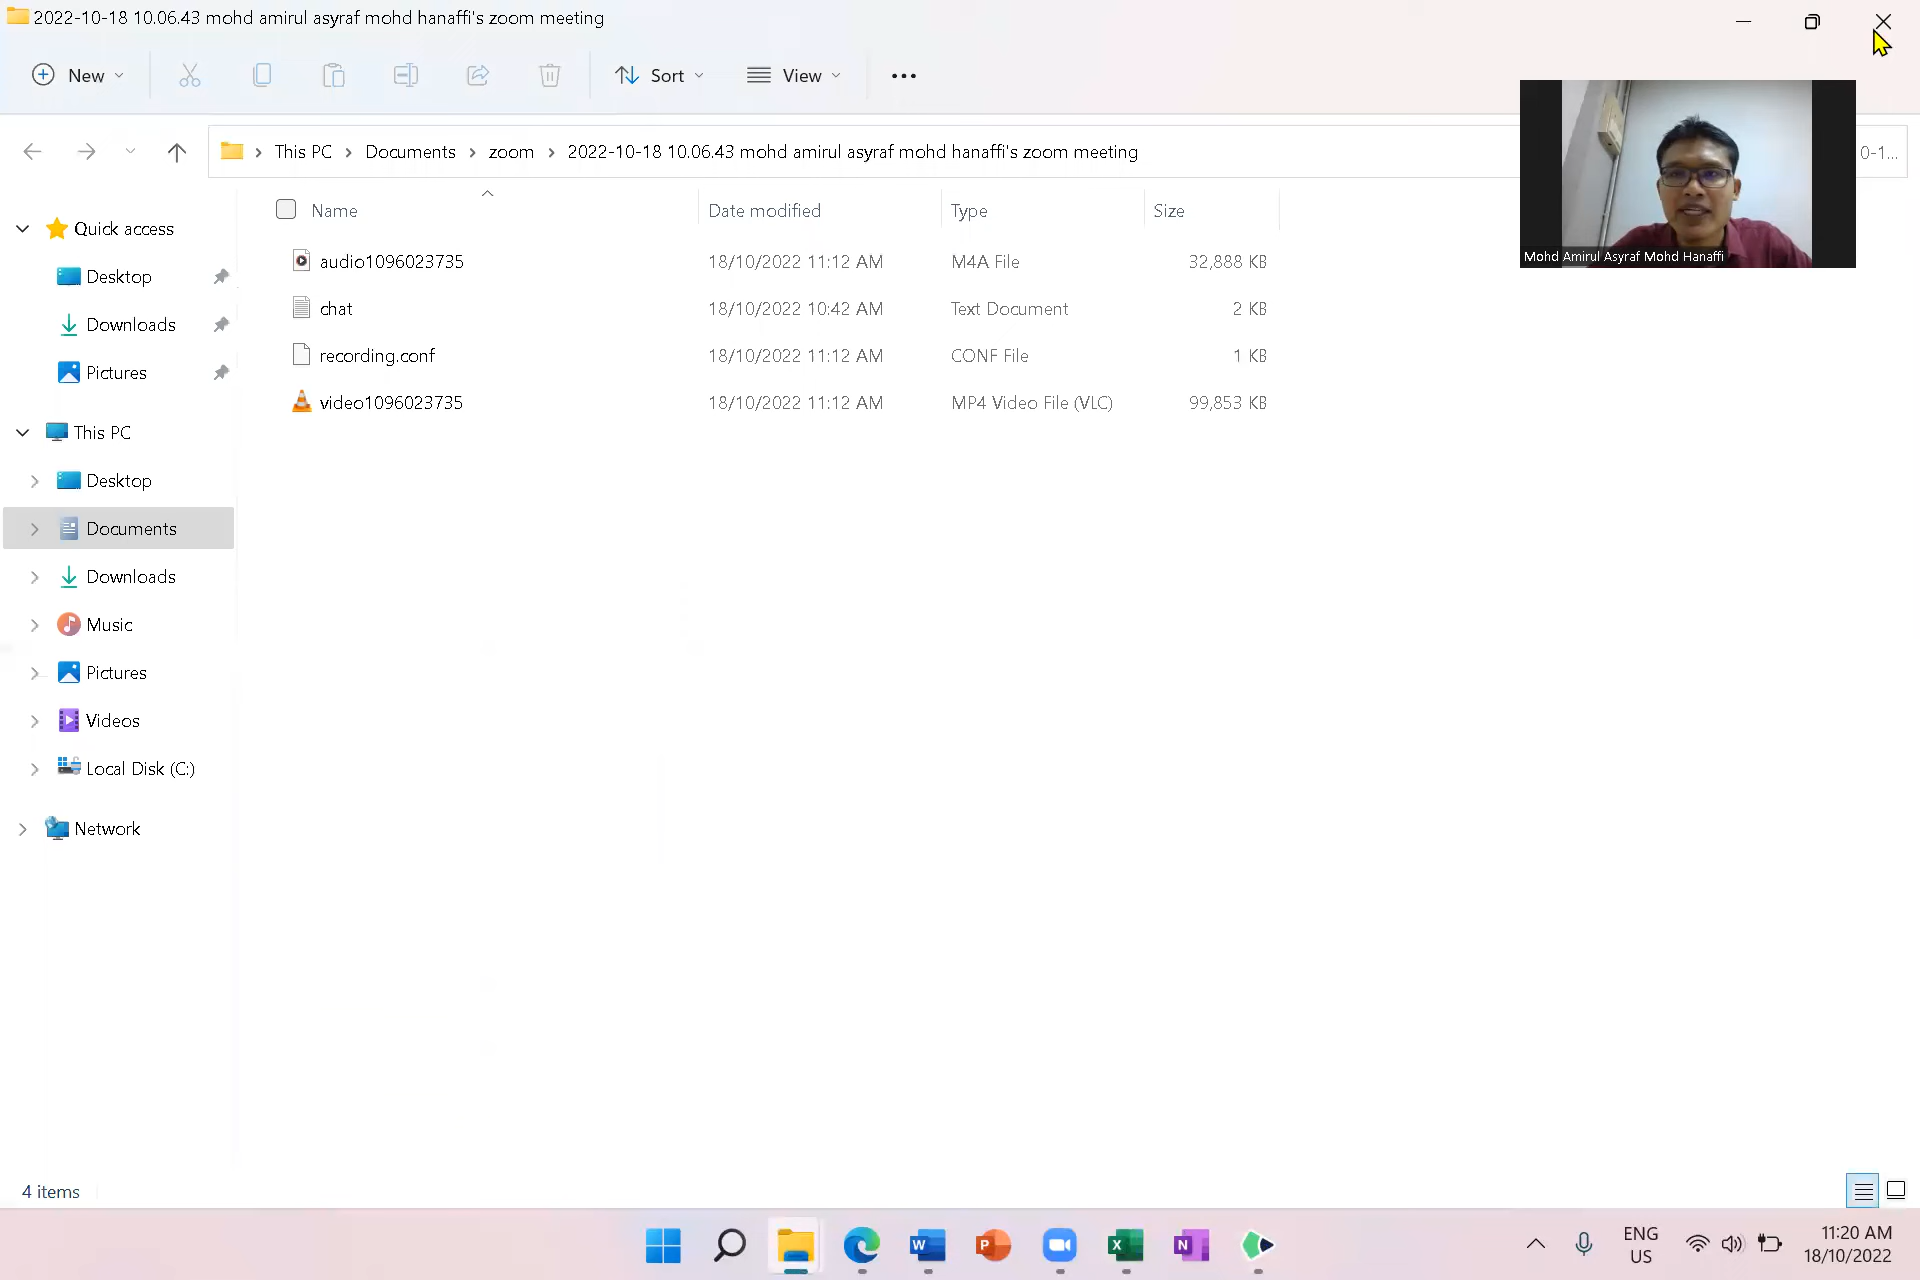 2022-10-18 10.06.43 mohd amirul asyraf mohd hanaffi's zoom meeting
New
Sort
View
This PC > Documents > zoom > 2022-10-18 10.06.43 mohd amirul asyraf mohd hanaffi's zoom meeting
0-1...
Name Date modified Type Size
audio1096023735 18/10/2022 11:12 AM M4A File 32,888 KB
chat 18/10/2022 10:42 AM Text Document 2 KB
recording.conf 18/10/2022 11:12 AM CONF File 1 KB
video1096023735 18/10/2022 11:12 AM MP4 Video File (VLC) 99,853 KB
Mohd Amirul Asyraf Mohd Hanaffi
Quick access
Desktop
Downloads
Pictures
This PC
Desktop
Documents
Downloads
Music
Pictures
Videos
Local Disk (C:)
Network
4 items
W
P
X
N
ENG
US
11:20 AM
18/10/2022